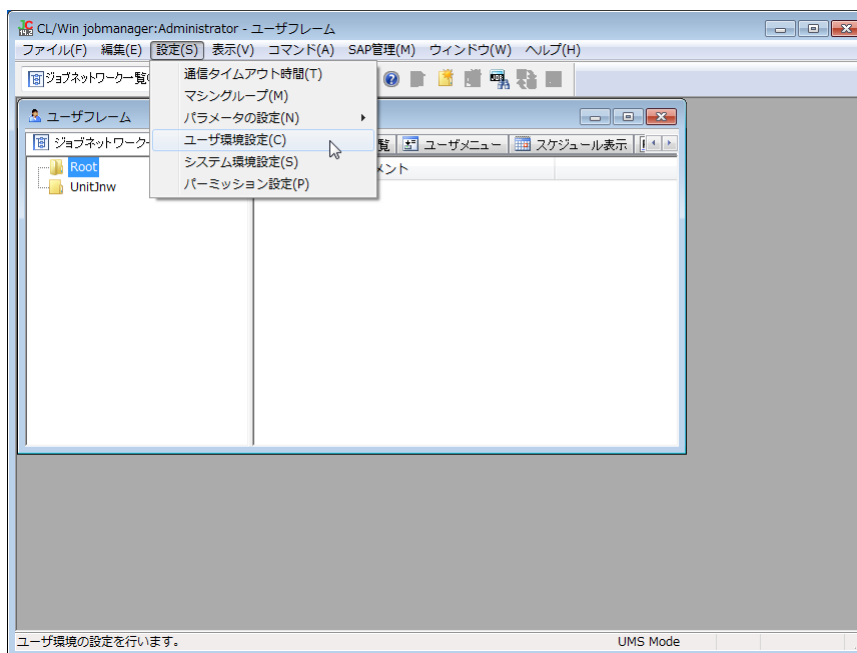 CL/Win jobmanager:Administrator - ユーザフレーム
ファイル(F) 編集(E) 設定(S) 表示(V) コマンド(A) SAP管理(M) ウィンドウ(W) ヘルプ(H)
ジョブネットワーク一覧
通信タイムアウト時間(T)
マシングループ(M)
パラメータの設定(N)
ユーザ環境設定(C)
システム環境設定(S)
パーミッション設定(P)
ユーザフレーム
ジョブネットワーク 覧 ユーザメニュー スケジュール表示
メント
Root
UnitJnw
ユーザ環境の設定を行います。 UMS Mode